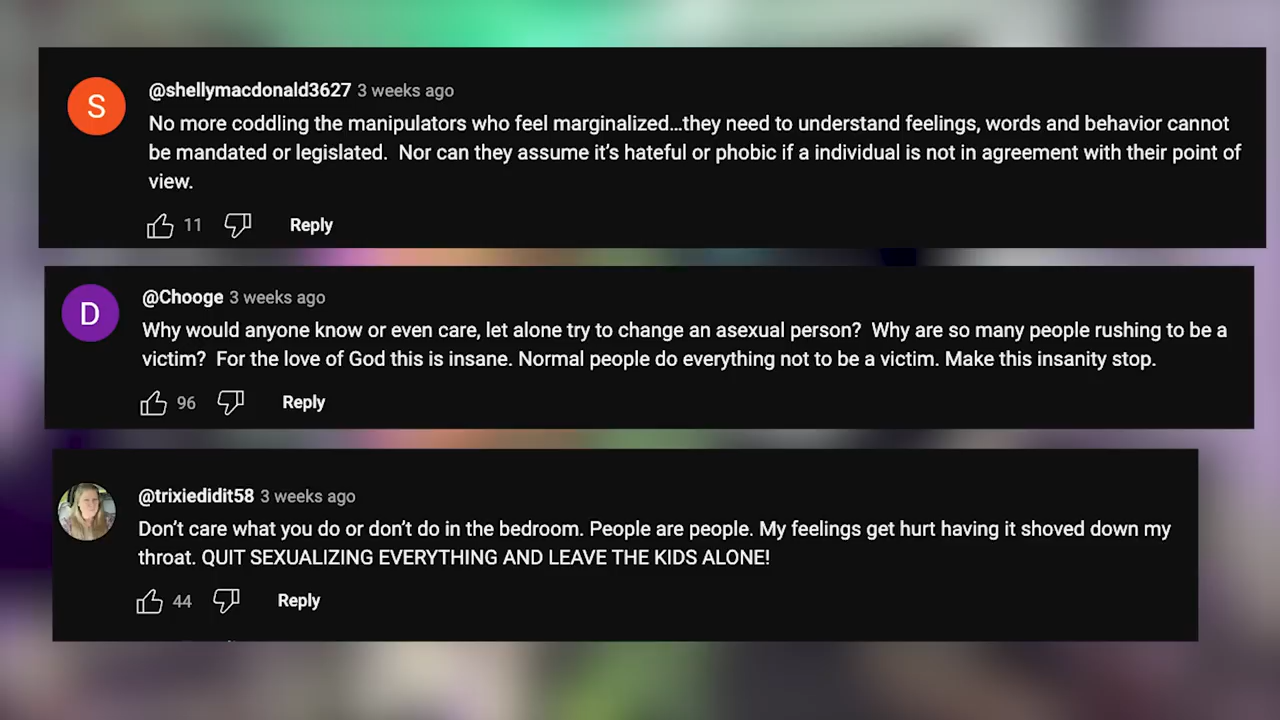 S
@shellymacdonald3627 3 weeks ago
No more coddling the manipulators who feel marginalized...they need to understand feelings, words and behavior cannot
be mandated or legislated.  Nor can they assume it's hateful or phobic if a individual is not in agreement with their point of
view.
11 Reply
D
@Chooge 3 weeks ago
Why would anyone know or even care, let alone try to change an asexual person?  Why are so many people rushing to be a
victim?  For the love of God this is insane. Normal people do everything not to be a victim. Make this insanity stop.
96 Reply
@trixiedidit58 3 weeks ago
Don't care what you do or don't do in the bedroom. People are people. My feelings get hurt having it shoved down my
throat. QUIT SEXUALIZING EVERYTHING AND LEAVE THE KIDS ALONE!
44 Reply